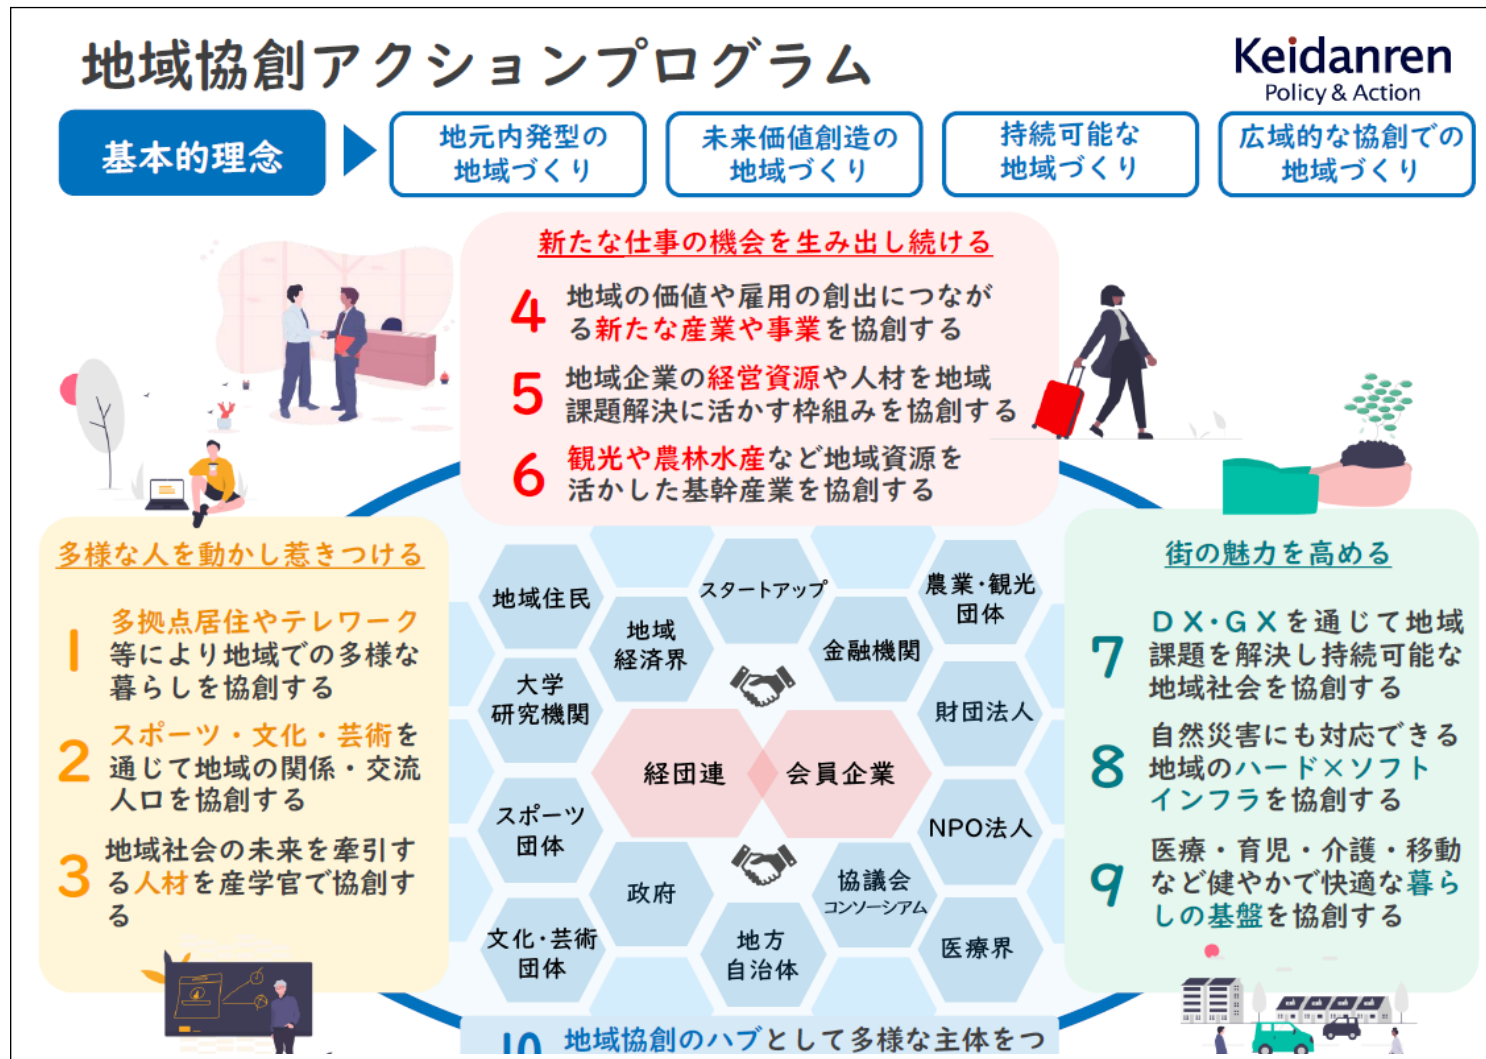 地域協創アクションプログラム
Keidanren
Policy & Action
基本的理念
地元内発型の
地域づくり
未来価値創造の
地域づくり
持続可能な
地域づくり
広域的な協創での
地域づくり
新たな仕事の機会を生み出し続ける
4 地域の価値や雇用の創出につなが
る新たな産業や事業を協創する
5 地域企業の経営資源や人材を地域
課題解決に活かす枠組みを協創する
6 観光や農林水産など地域資源を
活かした基幹産業を協創する
多様な人を動かし惹きつける
1 多拠点居住やテレワーク
等により地域での多様な
暮らしを協創する
2 スポーツ・文化・芸術を
通じて地域の関係・交流
人口を協創する
3 地域社会の未来を牽引す
る人材を産学官で協創す
る
地域住民
地域
経済界
スタートアップ
金融機関
農業・観光
団体
大学
研究機関
財団法人
経団連
会員企業
スポーツ
団体
NPO法人
政府
協議会
コンソーシアム
文化・芸術
団体
地方
自治体
医療界
街の魅力を高める
7 DX・GXを通じて地域
課題を解決し持続可能な
地域社会を協創する
8 自然災害にも対応できる
地域のハード×ソフト
インフラを協創する
9 医療・育児・介護・移動
など健やかで快適な暮ら
しの基盤を協創する
10 地域協創のハブとして多様な主体をつ